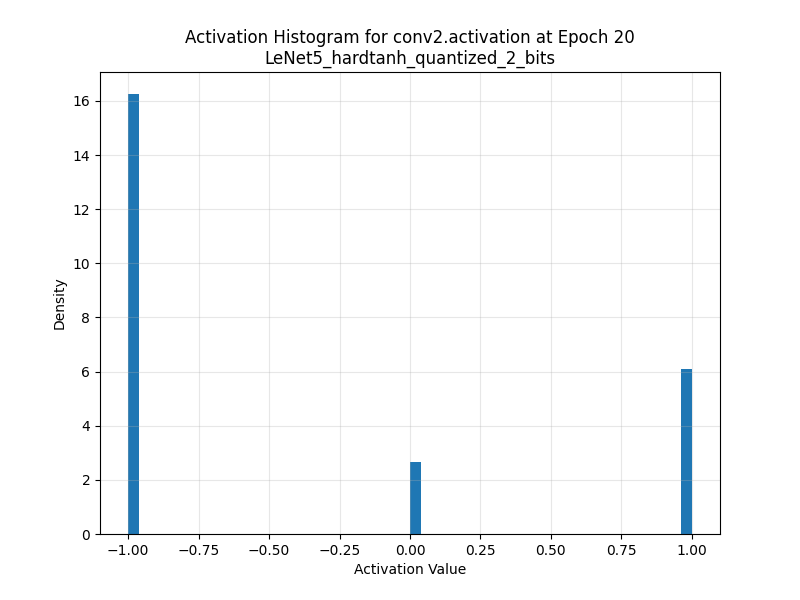 Activation Histogram for conv2.activation at Epoch 20
LeNet5_hardtanh_quantized_2_bits
Density
16
14
12
10
8
6
4
2
0
−1.00 −0.75 −0.50 −0.25 0.00 0.25 0.50 0.75 1.00
Activation Value